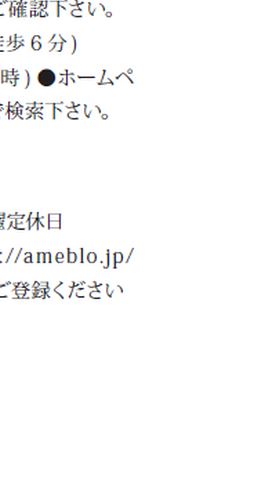 ご確認下さい。
徒歩６分)
時) ●ホームペ
で検索下さい。
曜定休日
://ameblo.jp/
ご登録ください